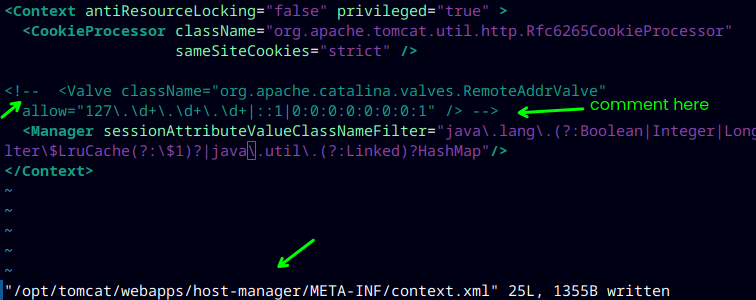 <Context antiResourceLocking="false" privileged="true" >
<CookieProcessor className="org.apache.tomcat.util.http.Rfc6265CookieProcessor"
sameSiteCookies="strict" />
<!--  <Valve className="org.apache.catalina.valves.RemoteAddrValve"
allow="127\.\d+\.\d+\.\d+|::1|0:0:0:0:0:0:0:1" /> -->
comment here
<Manager sessionAttributeValueClassNameFilter="java\.lang\.(?:Boolean|Integer|Long
lter\$LruCache(?:\$1)?|java\.util\.(?:Linked)?HashMap"/>
</Context>
~
~
~
~
~
"/opt/tomcat/webapps/host-manager/META-INF/context.xml" 25L, 1355B written